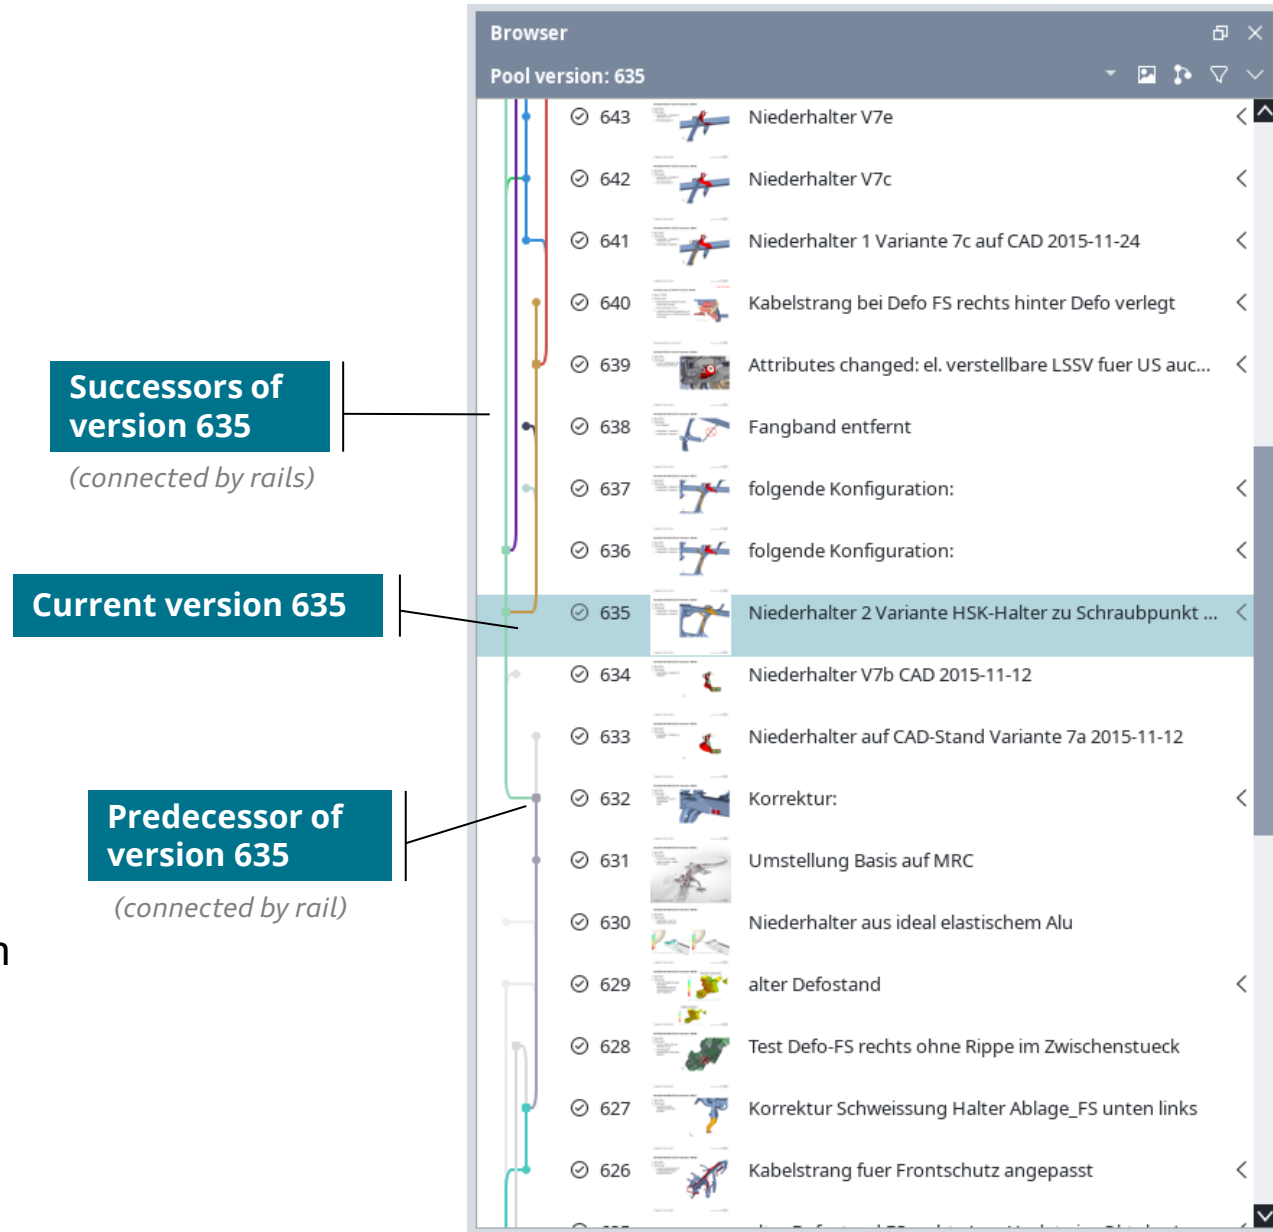 Browser
Pool version: 635
643 Niederhalter V7e
642 Niederhalter V7c
641 Niederhalter 1 Variante 7c auf CAD 2015-11-24
640 Kabelstrang bei Defo FS rechts hinter Defo verlegt
639 Attributes changed: el. verstellbare LSSV fuer US auc...
638 Fangband entfernt
637 folgende Konfiguration:
636 folgende Konfiguration:
635 Niederhalter 2 Variante HSK-Halter zu Schraubpunkt ...
634 Niederhalter V7b CAD 2015-11-12
633 Niederhalter auf CAD-Stand Variante 7a 2015-11-12
632 Korrektur:
631 Umstellung Basis auf MRC
630 Niederhalter aus ideal elastischem Alu
629 alter Defostand
628 Test Defo-FS rechts ohne Rippe im Zwischenstueck
627 Korrektur Schweissung Halter Ablage_FS unten links
626 Kabelstrang fuer Frontschutz angepasst
Successors of
version 635
(connected by rails)
Current version 635
Predecessor of
version 635
(connected by rail)